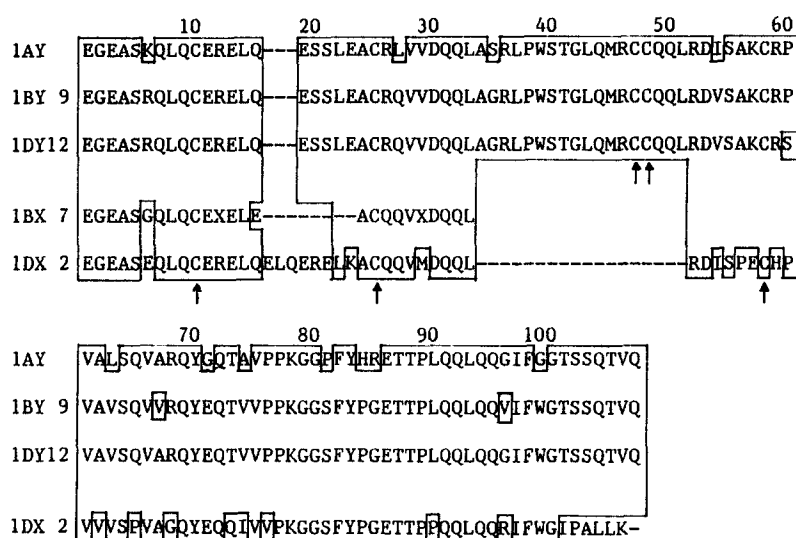 10 20 30 40 50 60
1AY EGEASKQLQCERELQ---ESSLEACRLVVDQQLASRLPWSTGLQMRCCQQLRDISAKCRP
1BY 9 EGEASRQLQCERELQ---ESSLEACRQVVDQQLAGRLPWSTGLQMRCCQQLRDVSAKCRP
1DY12 EGEASRQLQCERELQ---ESSLEACRQVVDQQLAGRLPWSTGLQMRCCQQLRDVSAKCRS
1BX 7 EGEASGQLQCEXELE--------ACQQVXDQQL
1DX 2 EGEASEQLQCERELQELQERELKACQQVMDQQL------------------RDISPECHP
70 80 90 100
1AY VALSQVARQYGQTAVPPKGGPFYHRETTPLQQLQQGIFGGTSSQTVQ
1BY 9 VAVSQVVRQYEQTVVPPKGGSFYPGETTPLQQLQQVIFWGTSSQTVQ
1DY12 VAVSQVARQYEQTVVPPKGGSFYPGETTPLQQLQQGIFWGTSSQTVQ
1DX 2 VVVSPVAGQYEQQIVVPPKGGSFYPGETTPPQQLQQRIFWGIPALLK-